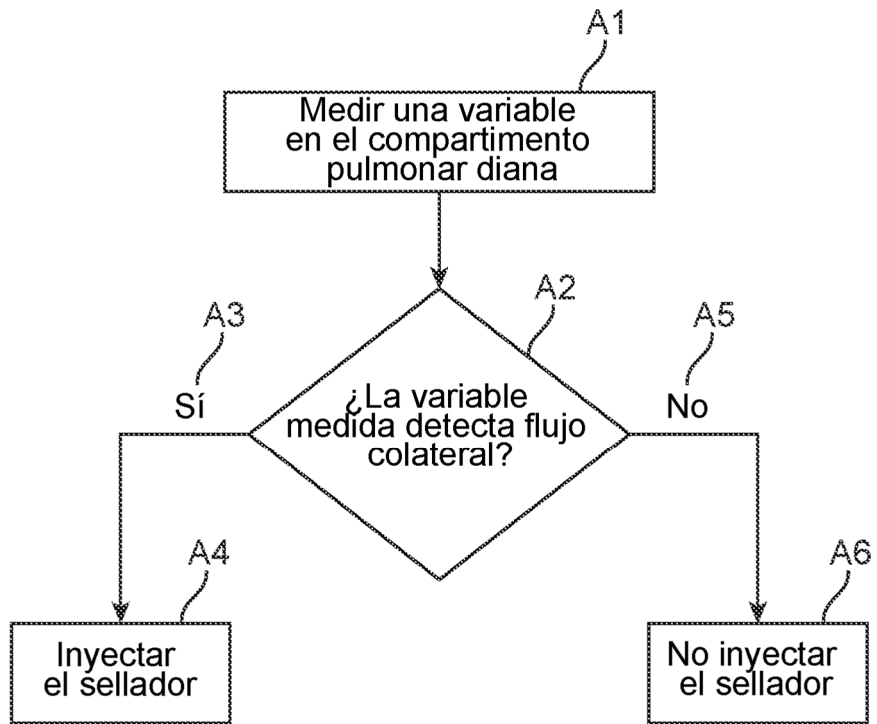 A1
Medir una variable
en el compartimento
pulmonar diana
A2
A3
A5
Sí
¿La variable
medida detecta flujo
colateral?
No
A4
A6
Inyectar
el sellador
No inyectar
el sellador